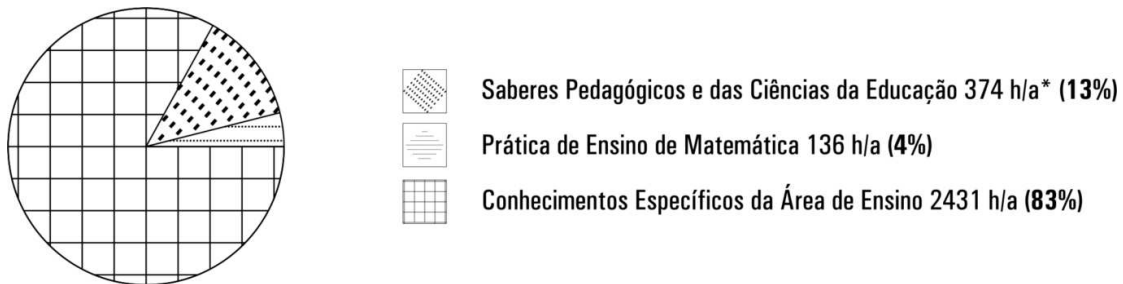 Saberes Pedagógicos e das Ciências da Educação 374 h/a* (13%)
Prática de Ensino de Matemática 136 h/a (4%)
Conhecimentos Específicos da Área de Ensino 2431 h/a (83%)